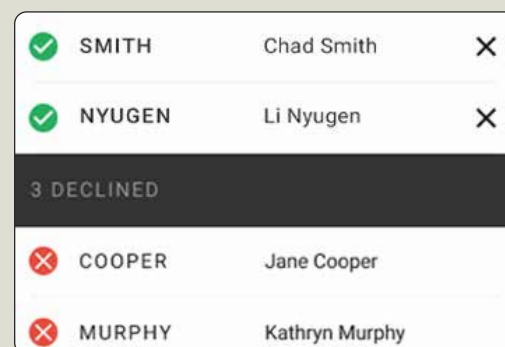 SMITH Chad Smith
NYUGEN Li Nyugen
3 DECLINED
COOPER Jane Cooper
MURPHY Kathryn Murphy